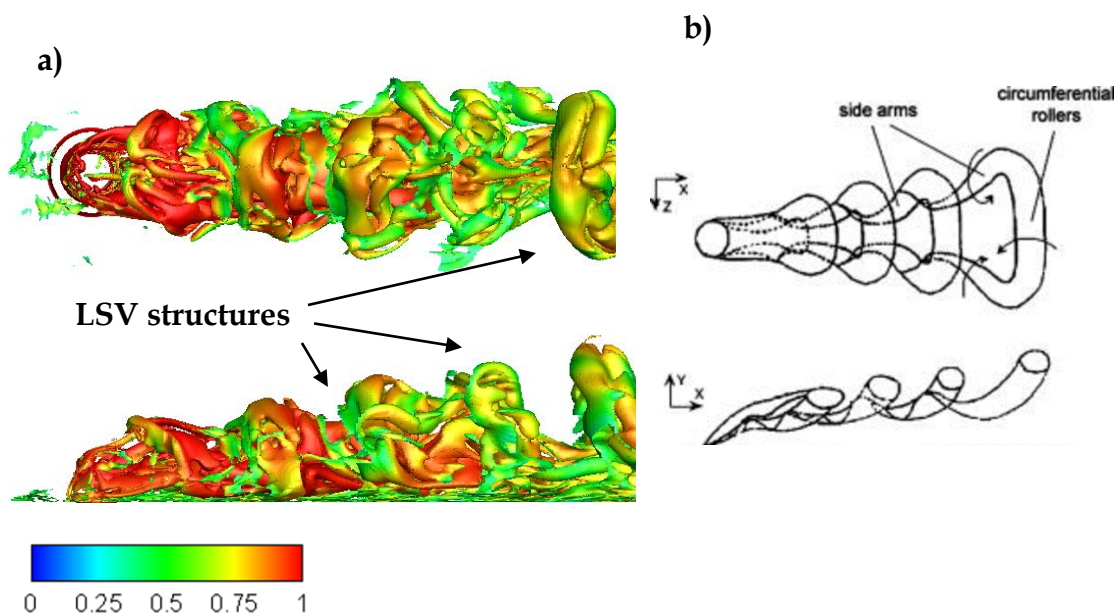 a)
LSV structures
0 0.25 0.5 0.75 1
b)
side arms
circumferential
rollers
X
Z
Y
X